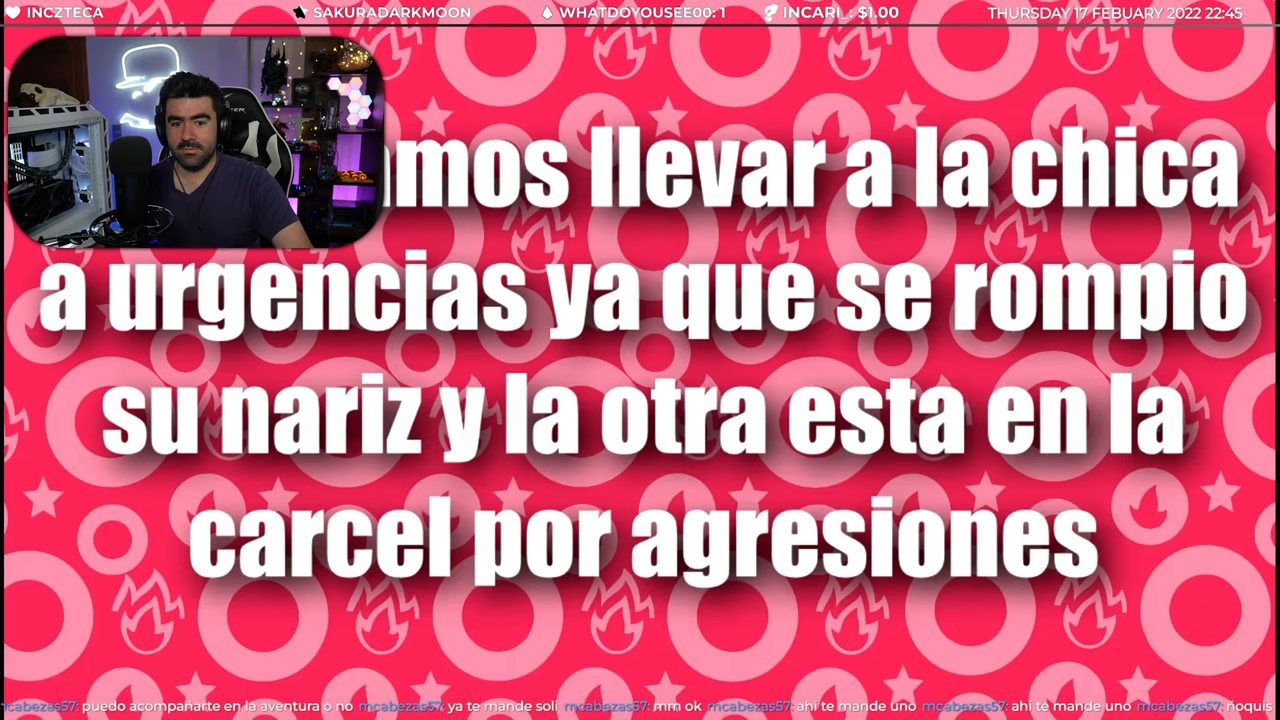 INCZTECA SAKURADARKMOON WHATDOYOUSEE00: 1 INCARI_: $1.00 THURSDAY 17 FEBUARY 2022 22:45
llevar a la chica
a urgencias ya que se rompio
su nariz y la otra esta en la
carcel por agresiones
mcabezas57: puedo acompañarte en la aventura o no mcabezas57: ya te mande soli mcabezas57: mm ok mcabezas57: ahi te mande uno mcabezas57: ahi te mande uno mcabezas57: ñoquis